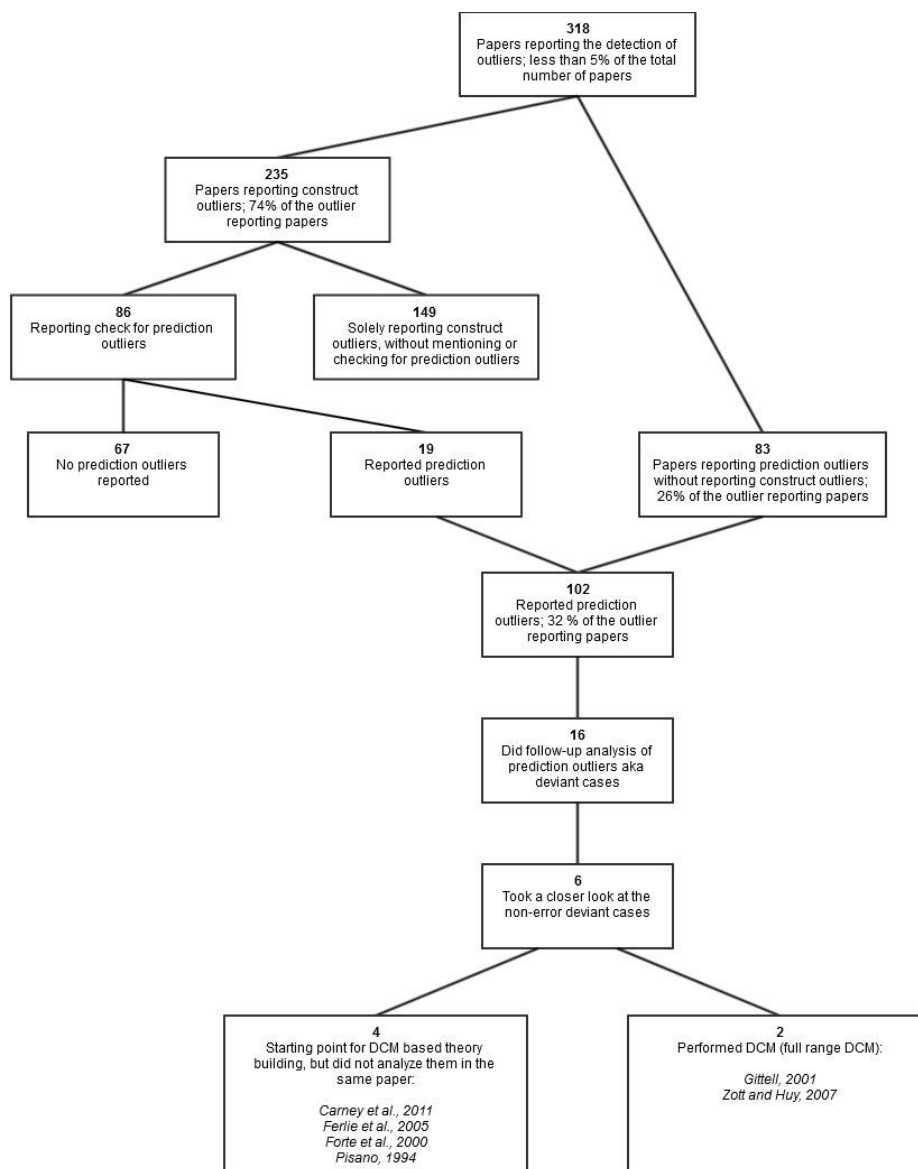 318
Papers reporting the detection of
outliers; less than 5% of the total
number of papers
235
Papers reporting construct
outliers; 74% of the outlier
reporting papers
86
Reporting check for prediction
outliers
149
Solely reporting construct
outliers, without mentioning or
checking for prediction outliers
67
No prediction outliers
reported
19
Reported prediction
outliers
83
Papers reporting prediction outliers
without reporting construct outliers;
26% of the outlier reporting papers
102
Reported prediction
outliers; 32 % of the outlier
reporting papers
16
Did follow-up analysis of
prediction outliers aka
deviant cases
6
Took a closer look at the
non-error deviant cases
4
Starting point for DCM based theory
building, but did not analyze them in the
same paper:
Carney et al., 2011
Ferlie et al., 2005
Forte et al., 2000
Pisano, 1994
2
Performed DCM (full range DCM):
Gittell, 2001
Zott and Huy, 2007